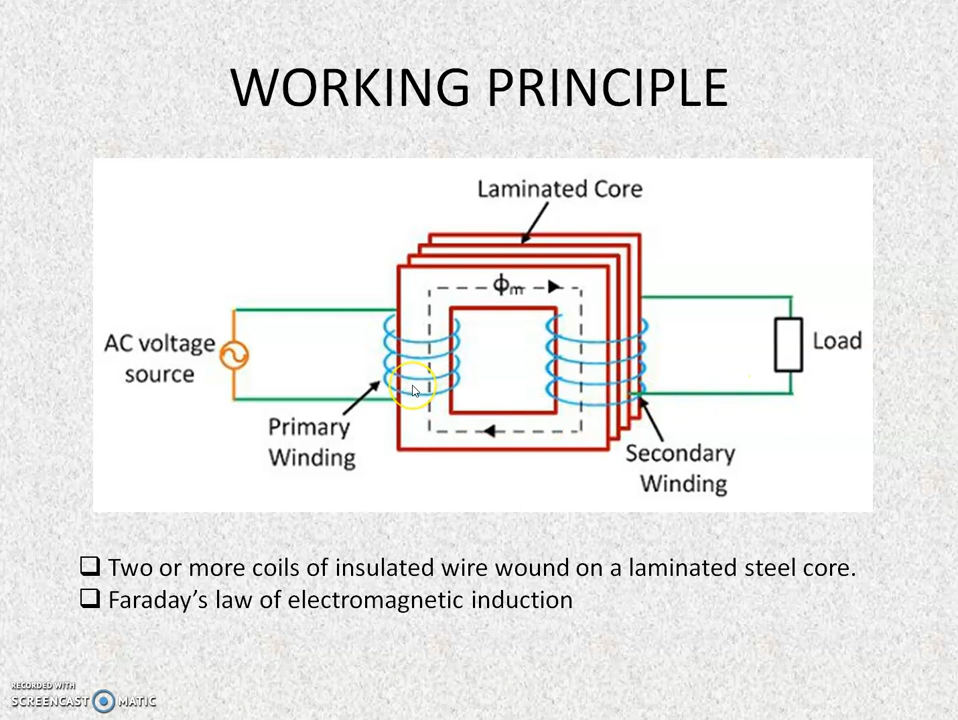 WORKING PRINCIPLE
Laminated Core
ϕm
AC voltage
source
Load
Primary
Winding
Secondary
Winding
❑ Two or more coils of insulated wire wound on a laminated steel core.
❑ Faraday’s law of electromagnetic induction
RECORDED WITH
SCREENCAST MATIC